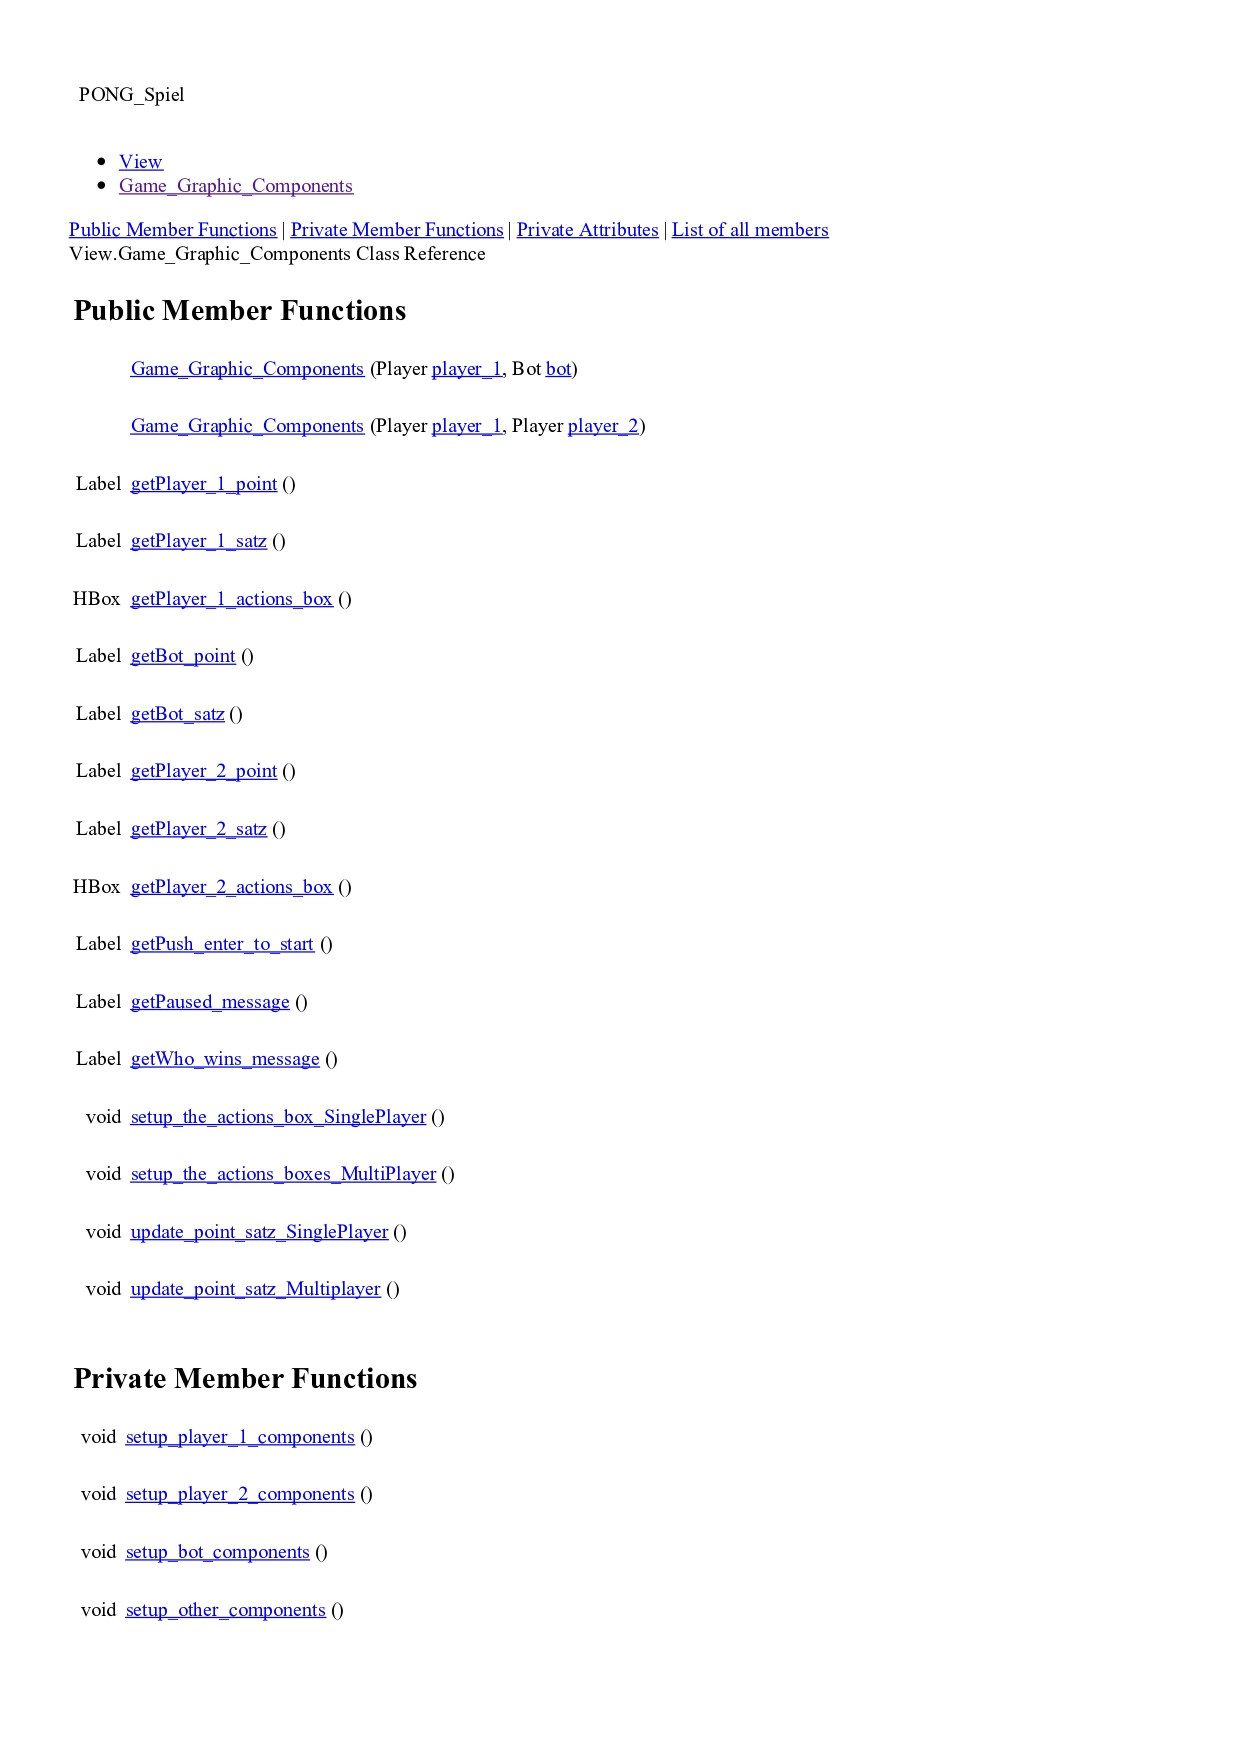 PONG_Spiel
• View
• Game_Graphic_Components
Public Member Functions | Private Member Functions | Private Attributes | List of all members
View.Game_Graphic_Components Class Reference
Public Member Functions
Game_Graphic_Components (Player player_1, Bot bot)
Game_Graphic_Components (Player player_1, Player player_2)
Label getPlayer_1_point ()
Label getPlayer_1_satz ()
HBox getPlayer_1_actions_box ()
Label getBot_point ()
Label getBot_satz ()
Label getPlayer_2_point ()
Label getPlayer_2_satz ()
HBox getPlayer_2_actions_box ()
Label getPush_enter_to_start ()
Label getPaused_message ()
Label getWho_wins_message ()
void setup_the_actions_box_SinglePlayer ()
void setup_the_actions_boxes_MultiPlayer ()
void update_point_satz_SinglePlayer ()
void update_point_satz_Multiplayer ()
Private Member Functions
void setup_player_1_components ()
void setup_player_2_components ()
void setup_bot_components ()
void setup_other_components ()